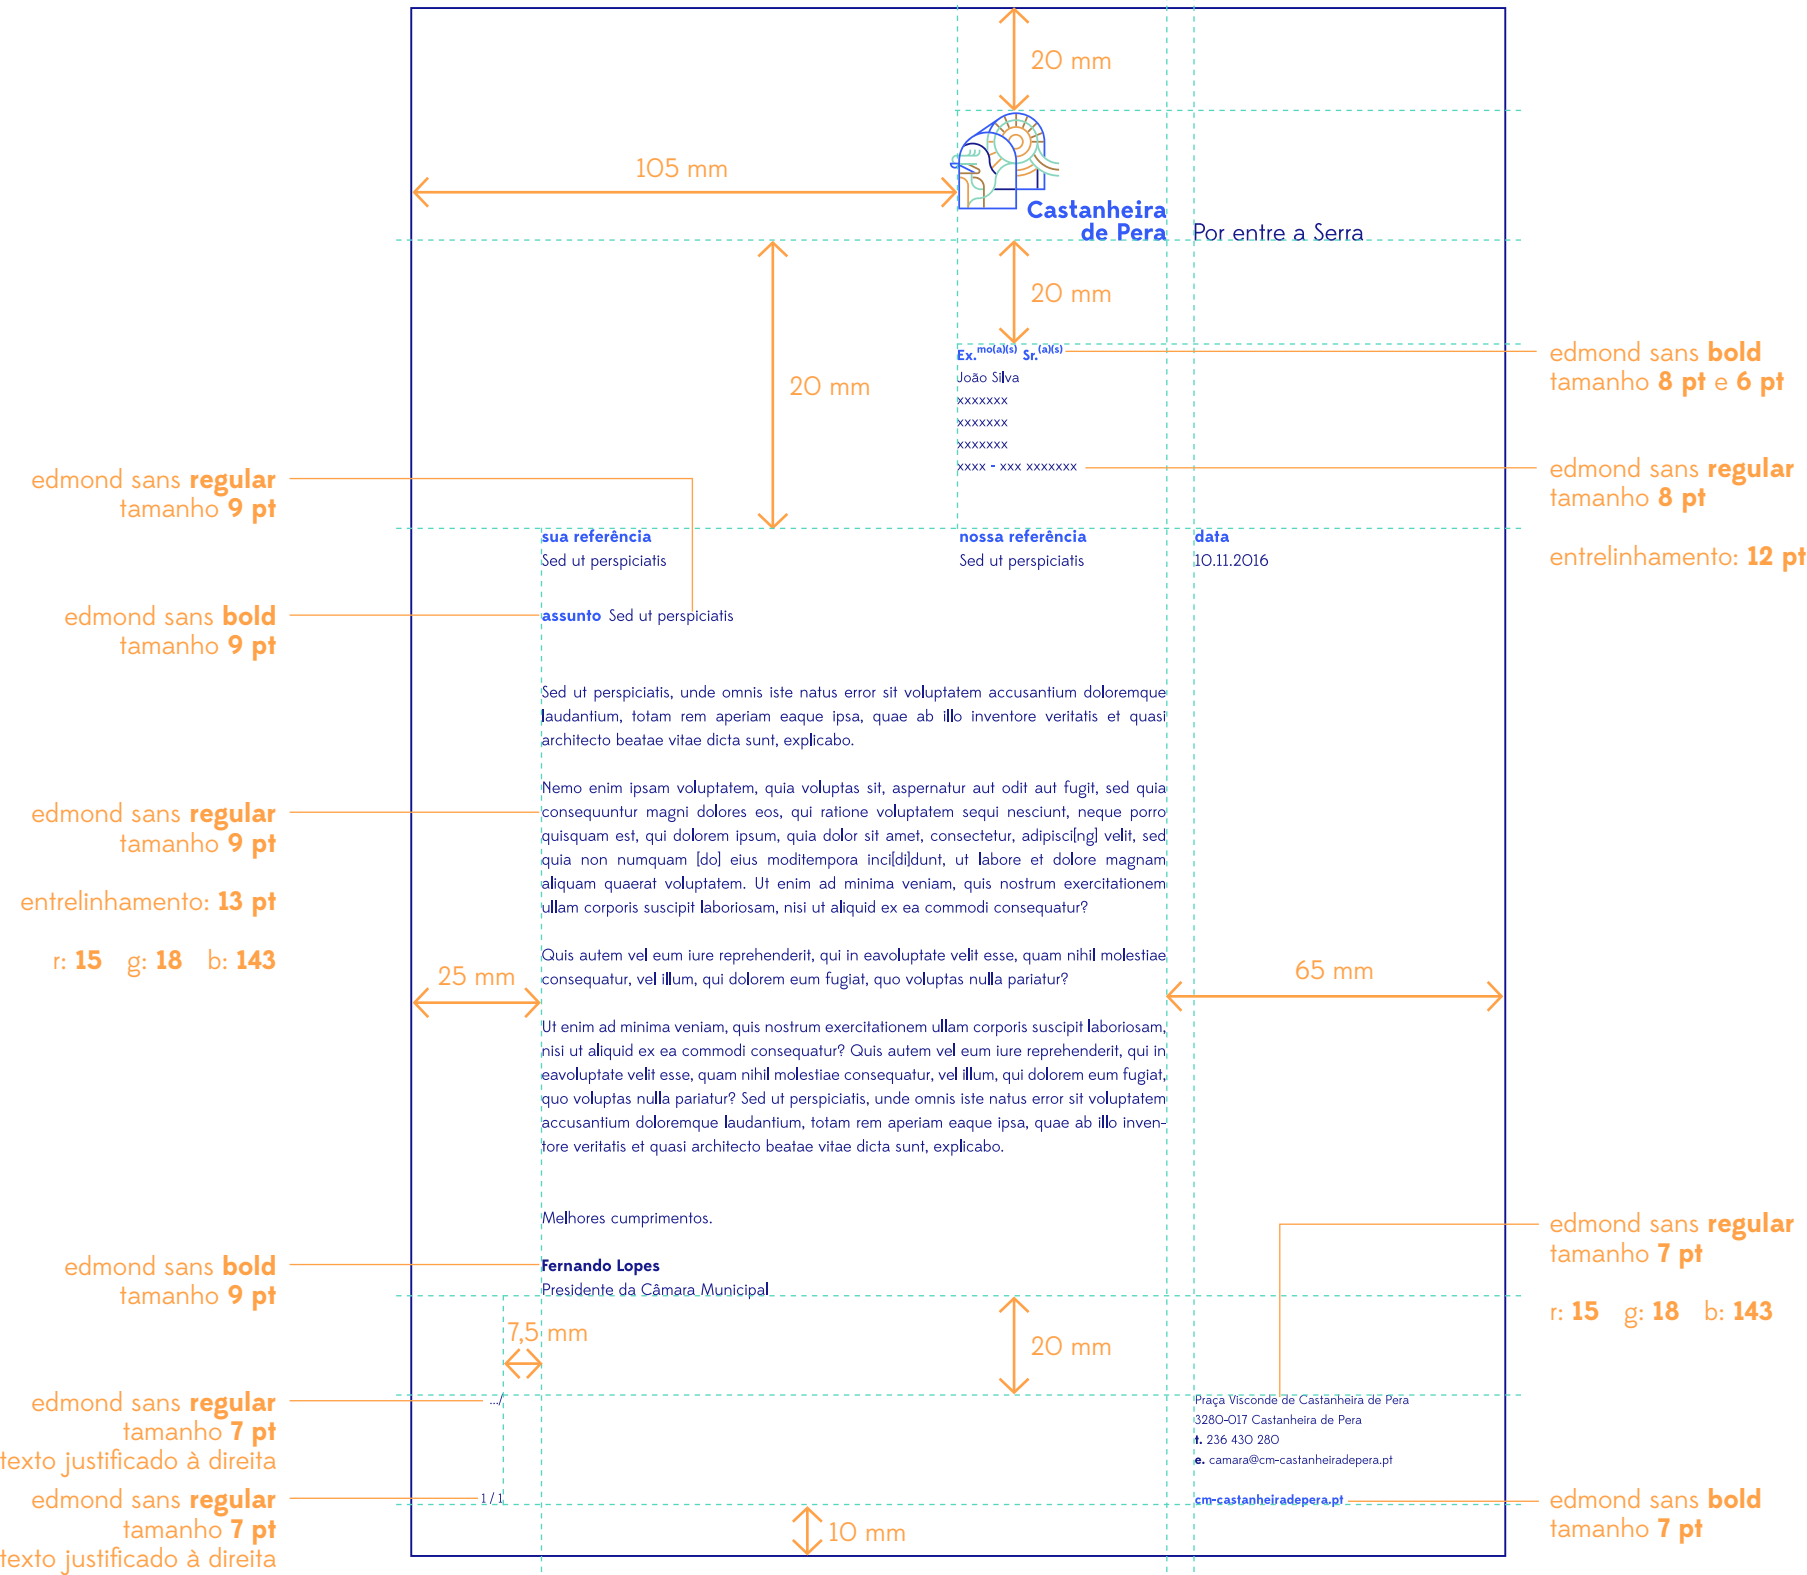 20 mm
105 mm
Castanheira
de Pera
Por entre a Serra
20 mm
20 mm
Ex.mo(a)(s) Sr.(a)(s)
João Silva
xxxxxxx
xxxxxxx
xxxxxxx
xxxx - xxx xxxxxxx
edmond sans bold
tamanho 8 pt e 6 pt
edmond sans regular
tamanho 8 pt
entrelinhamento: 12 pt
edmond sans regular
tamanho 9 pt
sua referência
Sed ut perspiciatis
nossa referência
Sed ut perspiciatis
data
10.11.2016
edmond sans bold
tamanho 9 pt
assunto Sed ut perspiciatis
Sed ut perspiciatis, unde omnis iste natus error sit voluptatem accusantium doloremque
laudantium, totam rem aperiam eaque ipsa, quae ab illo inventore veritatis et quasi
architecto beatae vitae dicta sunt, explicabo.
edmond sans regular
tamanho 9 pt
entrelinhamento: 13 pt
r: 15 g: 18 b: 143
Nemo enim ipsam voluptatem, quia voluptas sit, aspernatur aut odit aut fugit, sed quia
consequuntur magni dolores eos, qui ratione voluptatem sequi nesciunt, neque porro
quisquam est, qui dolorem ipsum, quia dolor sit amet, consectetur, adipisci[ng] velit, sed
quia non numquam [do] eius moditempora inci[di]dunt, ut labore et dolore magnam
aliquam quaerat voluptatem. Ut enim ad minima veniam, quis nostrum exercitationem
ullam corporis suscipit laboriosam, nisi ut aliquid ex ea commodi consequatur?
Quis autem vel eum iure reprehenderit, qui in eavoluptate velit esse, quam nihil molestiae
consequatur, vel illum, qui dolorem eum fugiat, quo voluptas nulla pariatur?
25 mm
65 mm
Ut enim ad minima veniam, quis nostrum exercitationem ullam corporis suscipit laboriosam,
nisi ut aliquid ex ea commodi consequatur? Quis autem vel eum iure reprehenderit, qui in
eavoluptate velit esse, quam nihil molestiae consequatur, vel illum, qui dolorem eum fugiat,
quo voluptas nulla pariatur? Sed ut perspiciatis, unde omnis iste natus error sit voluptatem
accusantium doloremque laudantium, totam rem aperiam eaque ipsa, quae ab illo inven-
tore veritatis et quasi architecto beatae vitae dicta sunt, explicabo.
Melhores cumprimentos.
edmond sans bold
tamanho 9 pt
Fernando Lopes
Presidente da Câmara Municipal
edmond sans regular
tamanho 7 pt
r: 15 g: 18 b: 143
7,5 mm
20 mm
edmond sans regular
tamanho 7 pt
texto justificado à direita
.../
Praça Visconde de Castanheira de Pera
3280-017 Castanheira de Pera
t. 236 430 280
e. camara@cm-castanheiradepera.pt
edmond sans regular
tamanho 7 pt
texto justificado à direita
1 / 1
cm-castanheiradepera.pt
edmond sans bold
tamanho 7 pt
10 mm